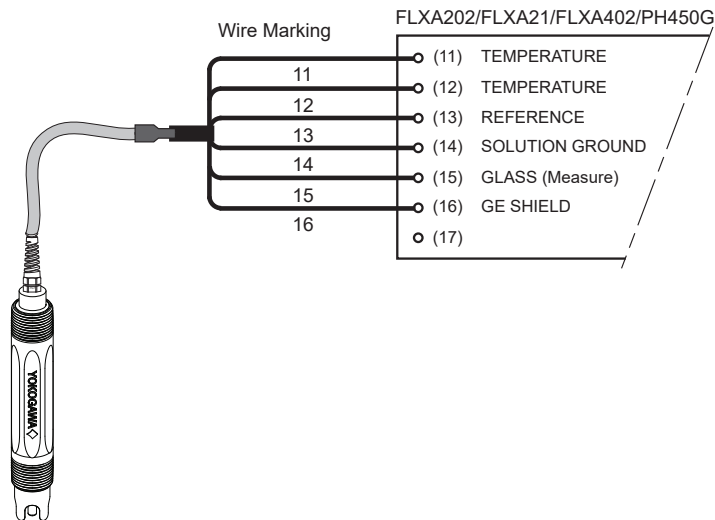 FLXA202/FLXA21/FLXA402/PH450G
Wire Marking
11
12
13
14
15
16
(11) TEMPERATURE
(12) TEMPERATURE
(13) REFERENCE
(14) SOLUTION GROUND
(15) GLASS (Measure)
(16) GE SHIELD
(17)
YOKOGAWA